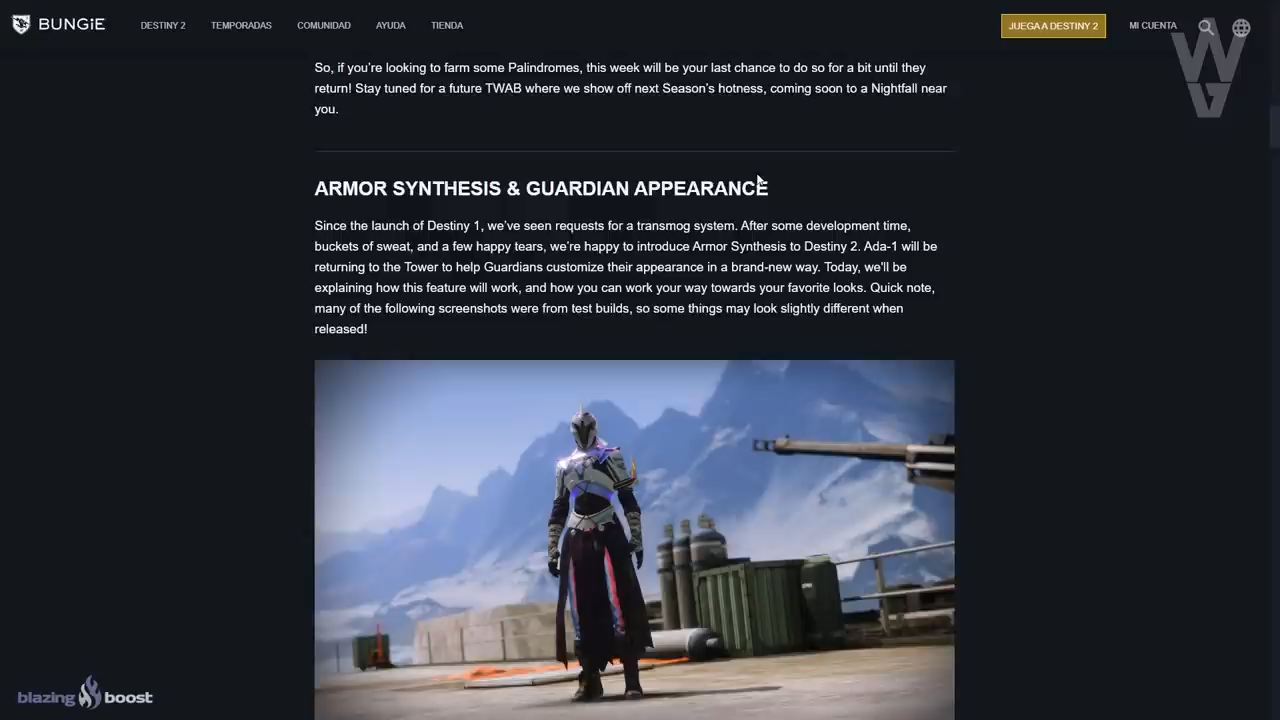 BUNGiE
DESTINY 2
TEMPORADAS
COMUNIDAD
AYUDA
TIENDA
JUEGA A DESTINY 2
MI CUENTA
W
G
So, if you're looking to farm some Palindromes, this week will be your last chance to do so for a bit until they
return! Stay tuned for a future TWAB where we show off next Season's hotness, coming soon to a Nightfall near
you.
ARMOR SYNTHESIS & GUARDIAN APPEARANCE
Since the launch of Destiny 1, we've seen requests for a transmog system. After some development time,
buckets of sweat, and a few happy tears, we're happy to introduce Armor Synthesis to Destiny 2. Ada-1 will be
returning to the Tower to help Guardians customize their appearance in a brand-new way. Today, we'll be
explaining how this feature will work, and how you can work your way towards your favorite looks. Quick note,
many of the following screenshots were from test builds, so some things may look slightly different when
released!
blazing boost